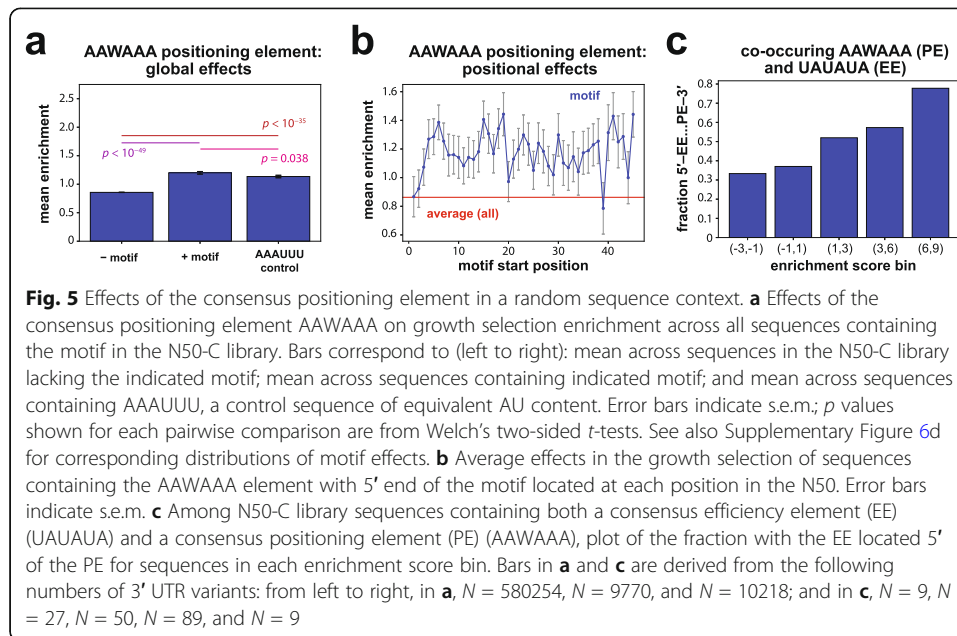 a
AAWAAA positioning element:
global effects
mean enrichment
2.5
2.0
1.5
1.0
0.5
0
p < 10−35
p < 10−49
p = 0.038
− motif
+ motif
AAAUUU
control
b
AAWAAA positioning element:
positional effects
mean enrichment
1.6
1.4
1.2
1.0
0.8
0.6
motif
average (all)
0
10
20
30
40
motif start position
c
co-occuring AAWAAA (PE)
and UAUAUA (EE)
fraction 5′–EE...PE–3′
0.8
0.7
0.6
0.5
0.4
0.3
0.2
0.1
0
(-3,-1)
(-1,1)
(1,3)
(3,6)
(6,9)
enrichment score bin
Fig. 5 Effects of the consensus positioning element in a random sequence context. a Effects of the
consensus positioning element AAWAAA on growth selection enrichment across all sequences containing
the motif in the N50-C library. Bars correspond to (left to right): mean across sequences in the N50-C library
lacking the indicated motif; mean across sequences containing indicated motif; and mean across sequences
containing AAAUUU, a control sequence of equivalent AU content. Error bars indicate s.e.m.; p values
shown for each pairwise comparison are from Welch's two-sided t-tests. See also Supplementary Figure 6d
for corresponding distributions of motif effects. b Average effects in the growth selection of sequences
containing the AAWAAA element with 5′ end of the motif located at each position in the N50. Error bars
indicate s.e.m. c Among N50-C library sequences containing both a consensus efficiency element (EE)
(UAUAUA) and a consensus positioning element (PE) (AAWAAA), plot of the fraction with the EE located 5′
of the PE for sequences in each enrichment score bin. Bars in a and c are derived from the following
numbers of 3′ UTR variants: from left to right, in a, N = 580254, N = 9770, and N = 10218; and in c, N = 9, N
= 27, N = 50, N = 89, and N = 9